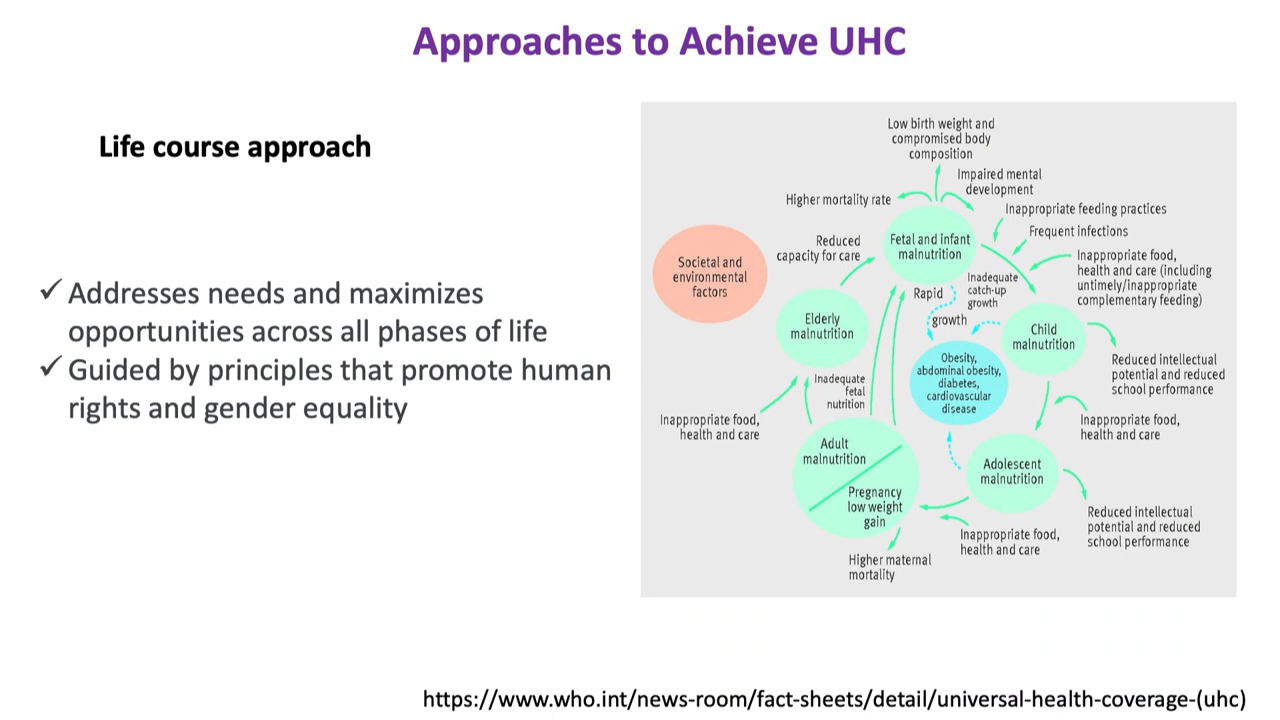 Approaches to Achieve UHC
Life course approach
✓ Addresses needs and maximizes
opportunities across all phases of life
✓ Guided by principles that promote human
rights and gender equality
Low birth weight and
compromised body
composition
Impaired mental
development
Higher mortality rate
Inappropriate feeding practices
Frequent infections
Reduced
capacity for care
Fetal and infant
malnutrition
Inappropriate food,
health and care (including
untimely/inappropriate
complementary feeding)
Societal and
environmental
factors
Inadequate
catch-up
growth
Rapid
growth
Elderly
malnutrition
Child
malnutrition
Obesity,
abdominal obesity,
diabetes,
cardiovascular
disease
Reduced intellectual
potential and reduced
school performance
Inadequate
fetal
nutrition
Inappropriate food,
health and care
Inappropriate food,
health and care
Adult
malnutrition
Adolescent
malnutrition
Pregnancy
low weight
gain
Reduced intellectual
potential and reduced
school performance
Inappropriate food,
health and care
Higher maternal
mortality
https://www.who.int/news-room/fact-sheets/detail/universal-health-coverage-(uhc)